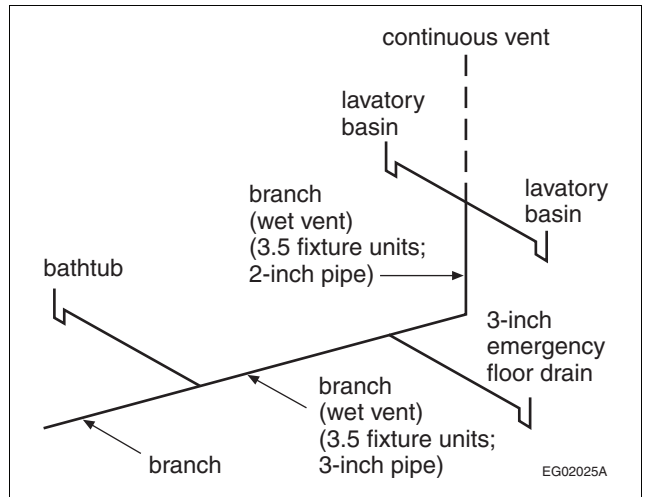 continuous vent
lavatory
basin
lavatory
basin
branch
(wet vent)
(3.5 fixture units;
2-inch pipe)
bathtub
3-inch
emergency
floor drain
branch
(wet vent)
(3.5 fixture units;
3-inch pipe)
branch
EG02025A